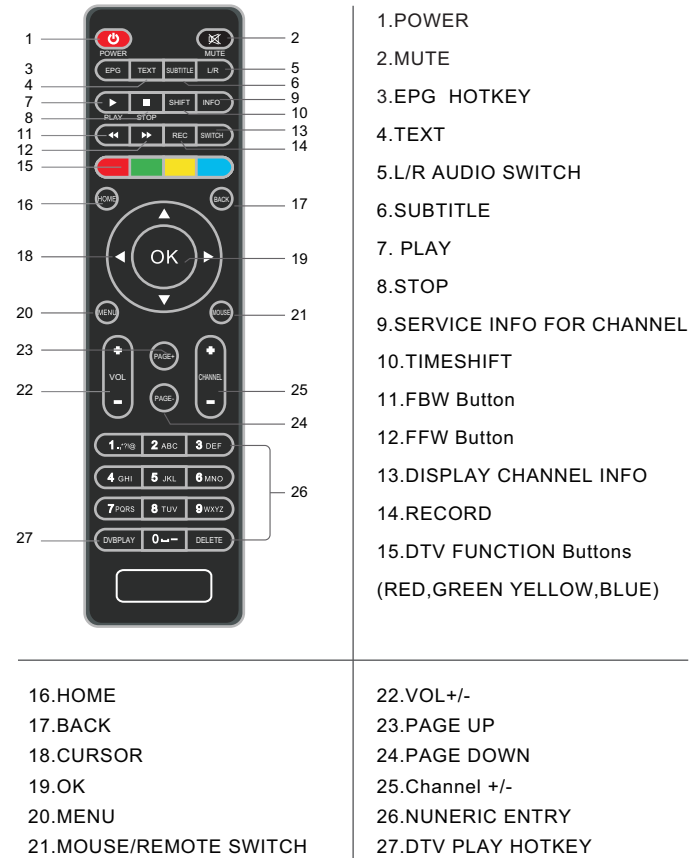 1
2
POWER
MUTE
3
EPG TEXT SUBTITLE L/R
5
4
6
7
SHIFT INFO
9
8
PLAY STOP
10
11
REC SWITCH
13
12
14
15
16
HOME
BACK
17
18
OK
19
20
MENU
MOUSE
21
23
PAGE+
22
VOL
CHANNEL
25
PAGE-
24
1.,'?!@ 2 ABC 3 DEF
4 GHI 5 JKL 6 MNO
26
7 PQRS 8 TUV 9 WXYZ
27
DVBPLAY 0 DELETE
1.POWER
2.MUTE
3.EPG HOTKEY
4.TEXT
5.L/R AUDIO SWITCH
6.SUBTITLE
7. PLAY
8.STOP
9.SERVICE INFO FOR CHANNEL
10.TIMESHIFT
11.FBW Button
12.FFW Button
13.DISPLAY CHANNEL INFO
14.RECORD
15.DTV FUNCTION Buttons
(RED,GREEN YELLOW,BLUE)
16.HOME
17.BACK
18.CURSOR
19.OK
20.MENU
21.MOUSE/REMOTE SWITCH
22.VOL+/-
23.PAGE UP
24.PAGE DOWN
25.Channel +/-
26.NUNERIC ENTRY
27.DTV PLAY HOTKEY